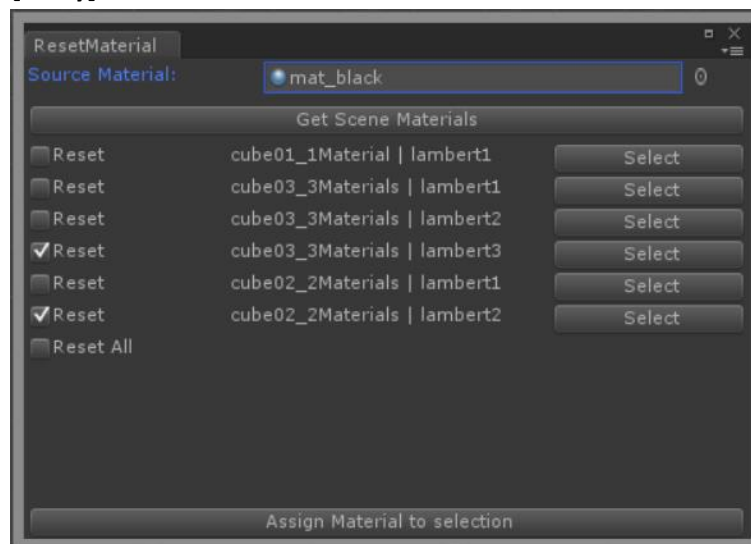 ResetMaterial
Source Material: mat_black
Get Scene Materials
Reset cube01_1Material | lambert1 Select
Reset cube03_3Materials | lambert1 Select
Reset cube03_3Materials | lambert2 Select
Reset cube03_3Materials | lambert3 Select
Reset cube02_2Materials | lambert1 Select
Reset cube02_2Materials | lambert2 Select
Reset All
Assign Material to selection